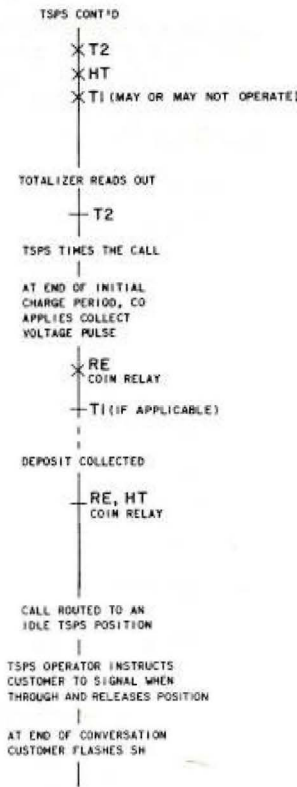 TSPS CONT'D
T2
HT
T1 (MAY OR MAY NOT OPERATE)
TOTALIZER READS OUT
T2
TSPS TIMES THE CALL
AT END OF INITIAL
CHARGE PERIOD, CO
APPLIES COLLECT
VOLTAGE PULSE
RE
COIN RELAY
T1 (IF APPLICABLE)
DEPOSIT COLLECTED
RE, HT
COIN RELAY
CALL ROUTED TO AN
IDLE TSPS POSITION
TSPS OPERATOR INSTRUCTS
CUSTOMER TO SIGNAL WHEN
THROUGH AND RELEASES POSITION
AT END OF CONVERSATION
CUSTOMER FLASHES SH